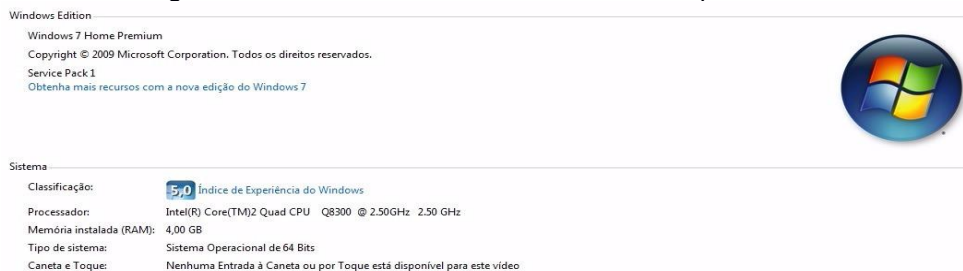 Windows Edition
Windows 7 Home Premium
Copyright © 2009 Microsoft Corporation. Todos os direitos reservados.
Service Pack 1
Obtenha mais recursos com a nova edição do Windows 7
Sistema
Classificação: 5,0 Índice de Experiência do Windows
Processador: Intel(R) Core(TM)2 Quad CPU Q8300 @ 2.50GHz 2.50 GHz
Memória instalada (RAM): 4,00 GB
Tipo de sistema: Sistema Operacional de 64 Bits
Caneta e Toque: Nenhuma Entrada à Caneta ou por Toque está disponível para este vídeo